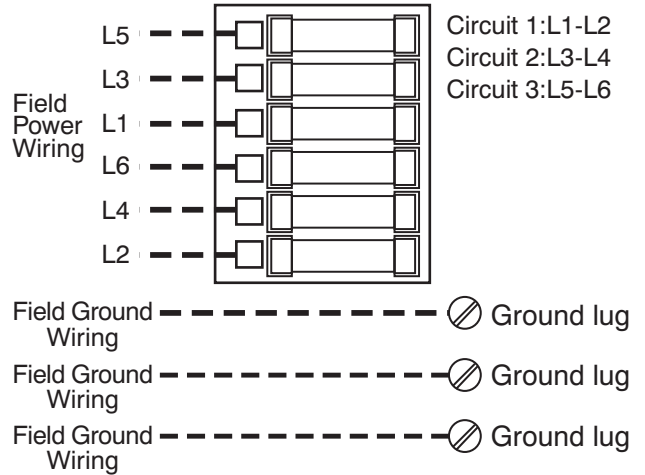 Circuit 1:L1-L2
Circuit 2:L3-L4
Circuit 3:L5-L6
Field
Power
Wiring
L5
L3
L1
L6
L4
L2
Field Ground
Wiring
Ground lug
Field Ground
Wiring
Ground lug
Field Ground
Wiring
Ground lug